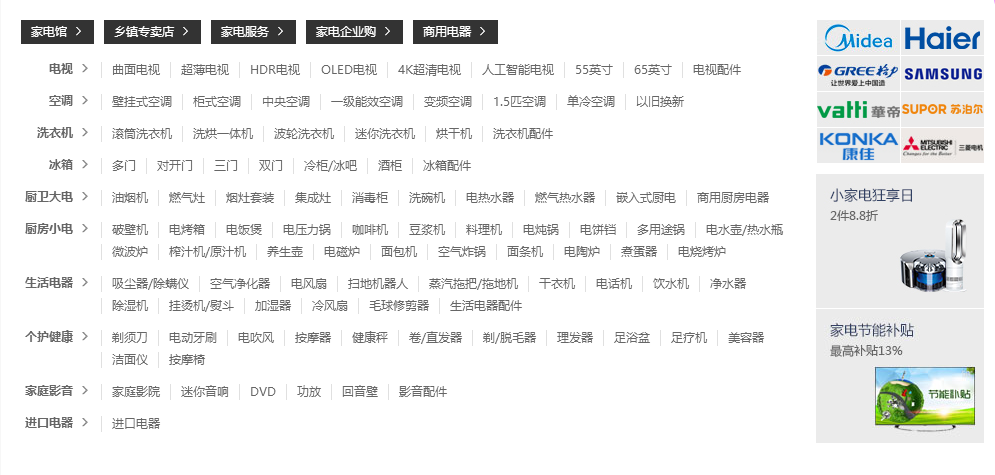 家电馆 乡镇专卖店 家电服务 家电企业购 商用电器
电视 曲面电视 超薄电视 HDR电视 OLED电视 4K超清电视 人工智能电视 55英寸 65英寸 电视配件
空调 壁挂式空调 柜式空调 中央空调 一级能效空调 变频空调 1.5匹空调 单冷空调 以旧换新
洗衣机 滚筒洗衣机 洗烘一体机 波轮洗衣机 迷你洗衣机 烘干机 洗衣机配件
冰箱 多门 对开门 三门 双门 冷柜/冰吧 酒柜 冰箱配件
厨卫大电 油烟机 燃气灶 烟灶套装 集成灶 消毒柜 洗碗机 电热水器 燃气热水器 嵌入式厨电 商用厨房电器
厨房小电 破壁机 电烤箱 电饭煲 电压力锅 咖啡机 豆浆机 料理机 电炖锅 电饼铛 多用途锅 电水壶/热水瓶
微波炉 榨汁机/原汁机 养生壶 电磁炉 面包机 空气炸锅 面条机 电陶炉 煮蛋器 电烧烤炉
生活电器 吸尘器/除螨仪 空气净化器 电风扇 扫地机器人 蒸汽拖把/拖地机 干衣机 电话机 饮水机 净水器
除湿机 挂烫机/熨斗 加湿器 冷风扇 毛球修剪器 生活电器配件
个护健康 剃须刀 电动牙刷 电吹风 按摩器 健康秤 卷/直发器 剃/脱毛器 理发器 足浴盆 足疗机 美容器
洁面仪 按摩椅
家庭影音 家庭影院 迷你音响 DVD 功放 回音壁 影音配件
进口电器 进口电器
Midea Haier
GREE格力 SAMSUNG
让世界爱上中国造
vatti 華帝 SUPOR 苏泊尔
KONKA 康佳
MITSUBISHI ELECTRIC 三菱电机
Changes for the Better
小家电狂享日
2件8.8折
家电节能补贴
最高补贴13%
节能补贴